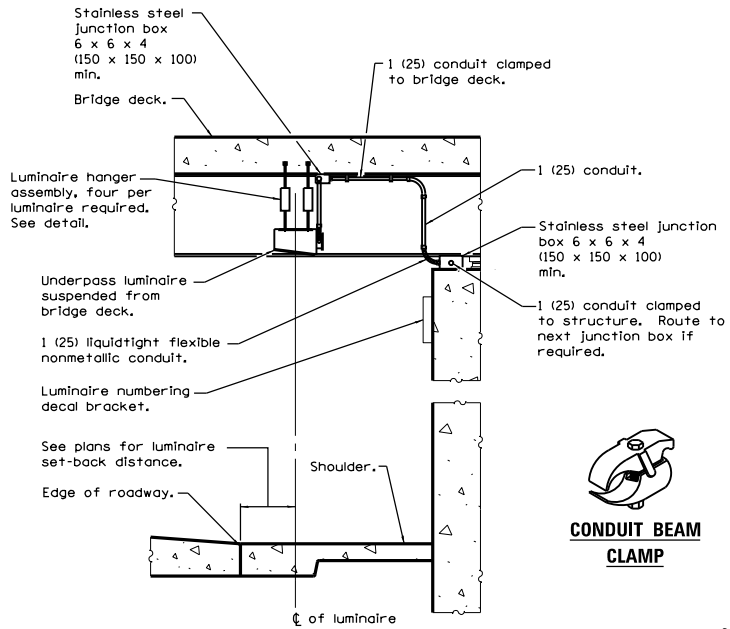 Stainless steel
junction box
6 x 6 x 4
(150 x 150 x 100)
min.
Bridge deck.
1 (25) conduit clamped
to bridge deck.
Luminaire hanger
assembly, four per
luminaire required.
See detail.
1 (25) conduit.
Stainless steel junction
box 6 x 6 x 4
(150 x 150 x 100)
min.
Underpass luminaire
suspended from
bridge deck.
1 (25) conduit clamped
to structure. Route to
next junction box if
required.
1 (25) liquidtight flexible
nonmetallic conduit.
Luminaire numbering
decal bracket.
See plans for luminaire
set-back distance.
Shoulder.
Edge of roadway.
CONDUIT BEAM
CLAMP
℄ of luminaire